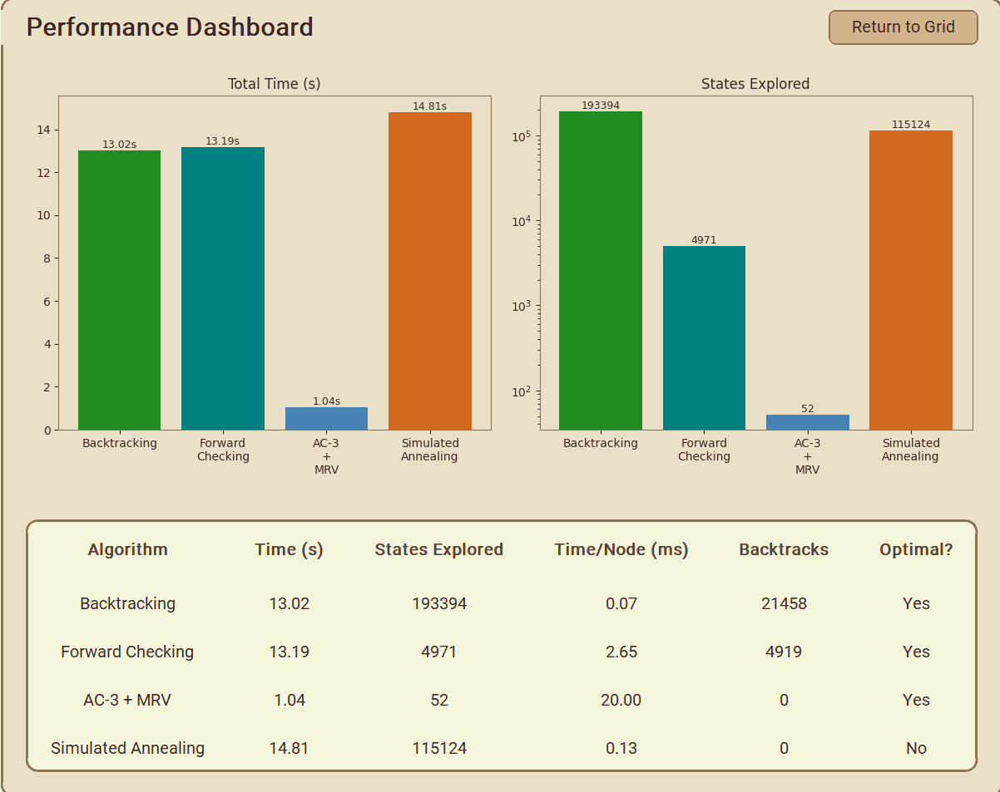 Performance Dashboard
Return to Grid
Total Time (s)
14
12
10
8
6
4
2
0
13.02s
13.19s
1.04s
14.81s
Backtracking
Forward
Checking
AC-3
+
MRV
Simulated
Annealing
States Explored
10^5
10^4
10^3
10^2
193394
4971
52
115124
Backtracking
Forward
Checking
AC-3
+
MRV
Simulated
Annealing
Algorithm Time (s) States Explored Time/Node (ms) Backtracks Optimal?
Backtracking 13.02 193394 0.07 21458 Yes
Forward Checking 13.19 4971 2.65 4919 Yes
AC-3 + MRV 1.04 52 20.00 0 Yes
Simulated Annealing 14.81 115124 0.13 0 No